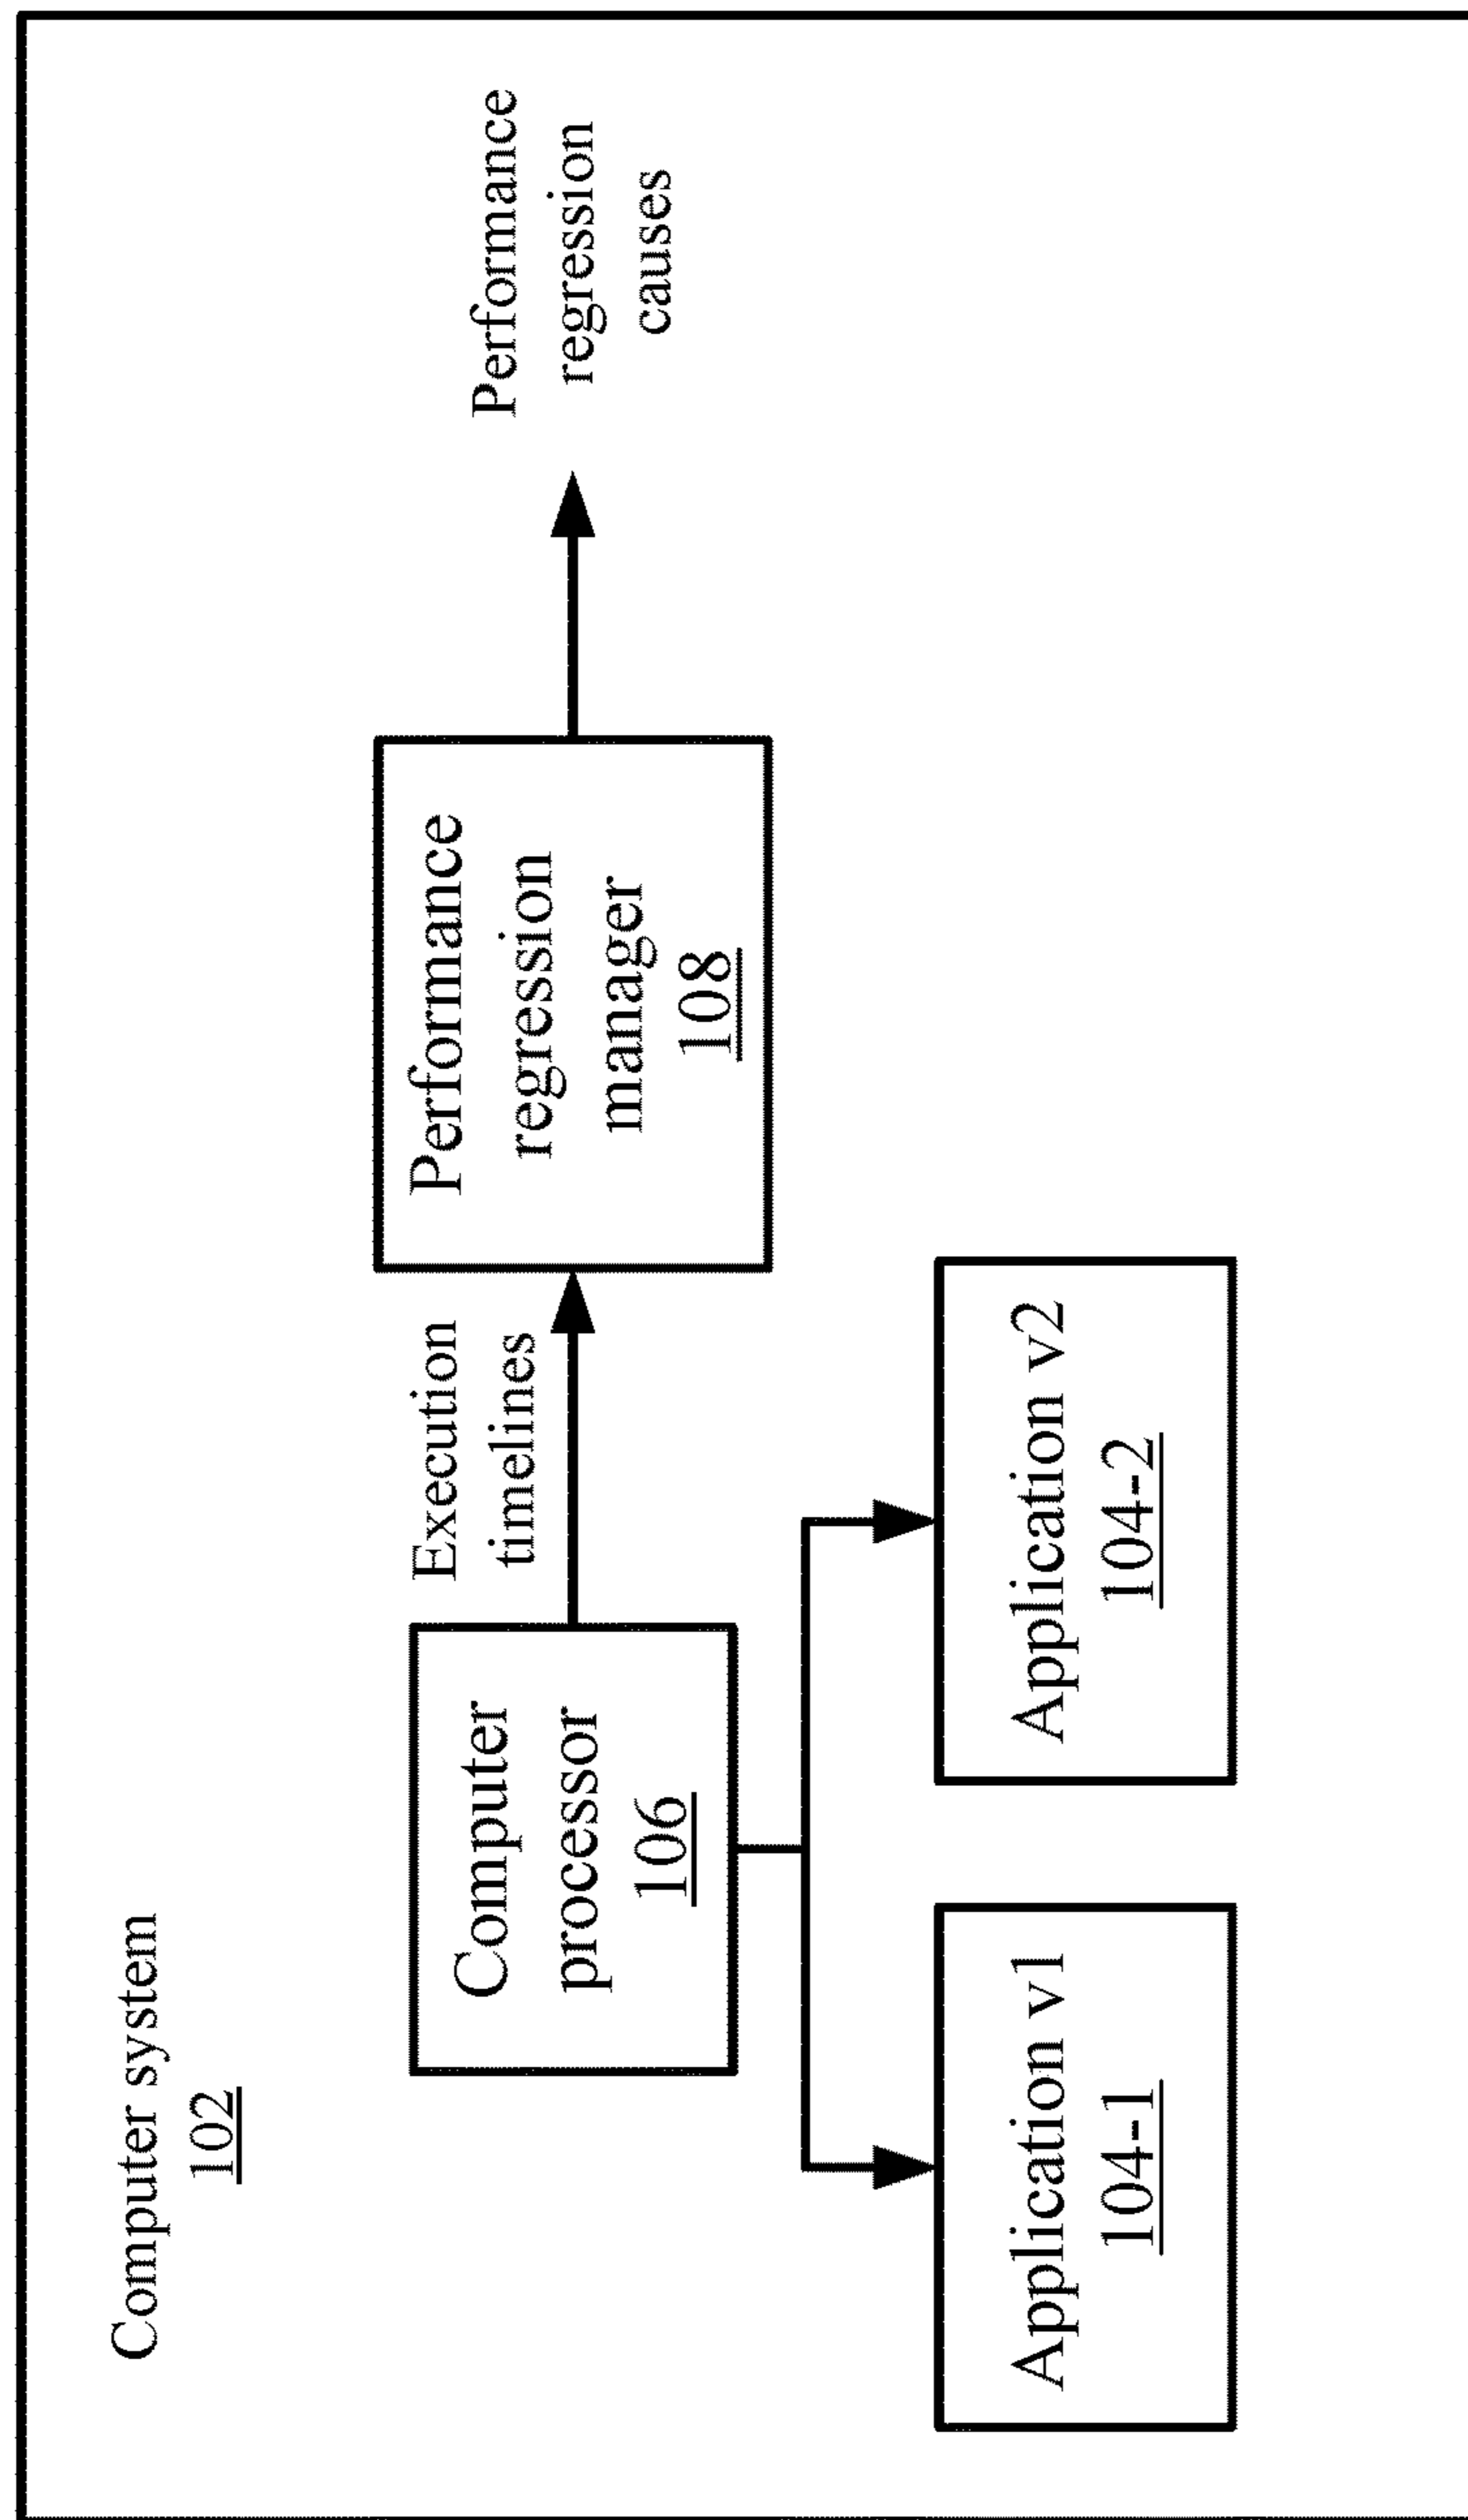 Computer system
102
Computer
processor
106
Execution
timelines
Performance
regression
manager
108
Performance
regression
causes
Application v1
104-1
Application v2
104-2